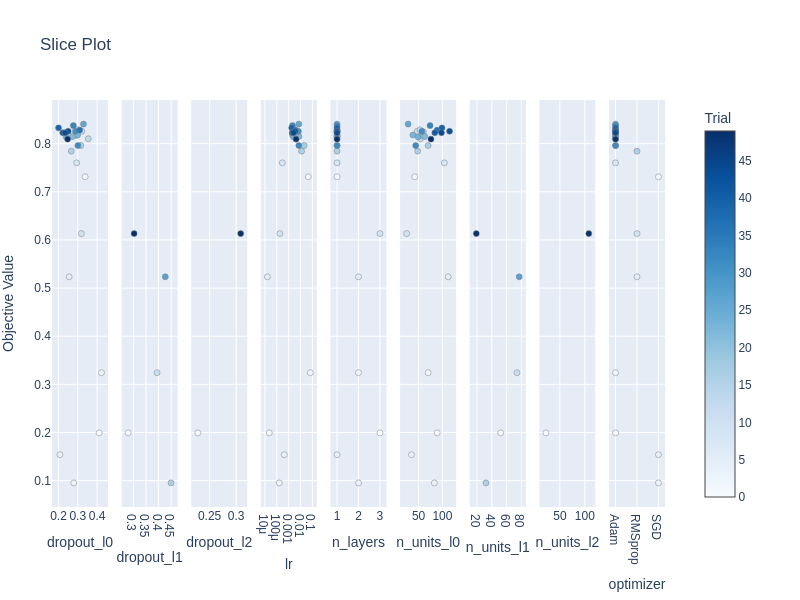 Slice Plot
Trial
Objective Value
0.8
0.7
0.6
0.5
0.4
0.3
0.2
0.1
0.2 0.3 0.4
dropout_l0
0.3 0.35 0.4 0.45
dropout_l1
0.25 0.3
dropout_l2
10μ 100μ 0.001 0.01 0.1
lr
1 2 3
n_layers
50 100
n_units_l0
20 40 60 80
n_units_l1
50 100
n_units_l2
Adam RMSprop SGD
optimizer
45
40
35
30
25
20
15
10
5
0